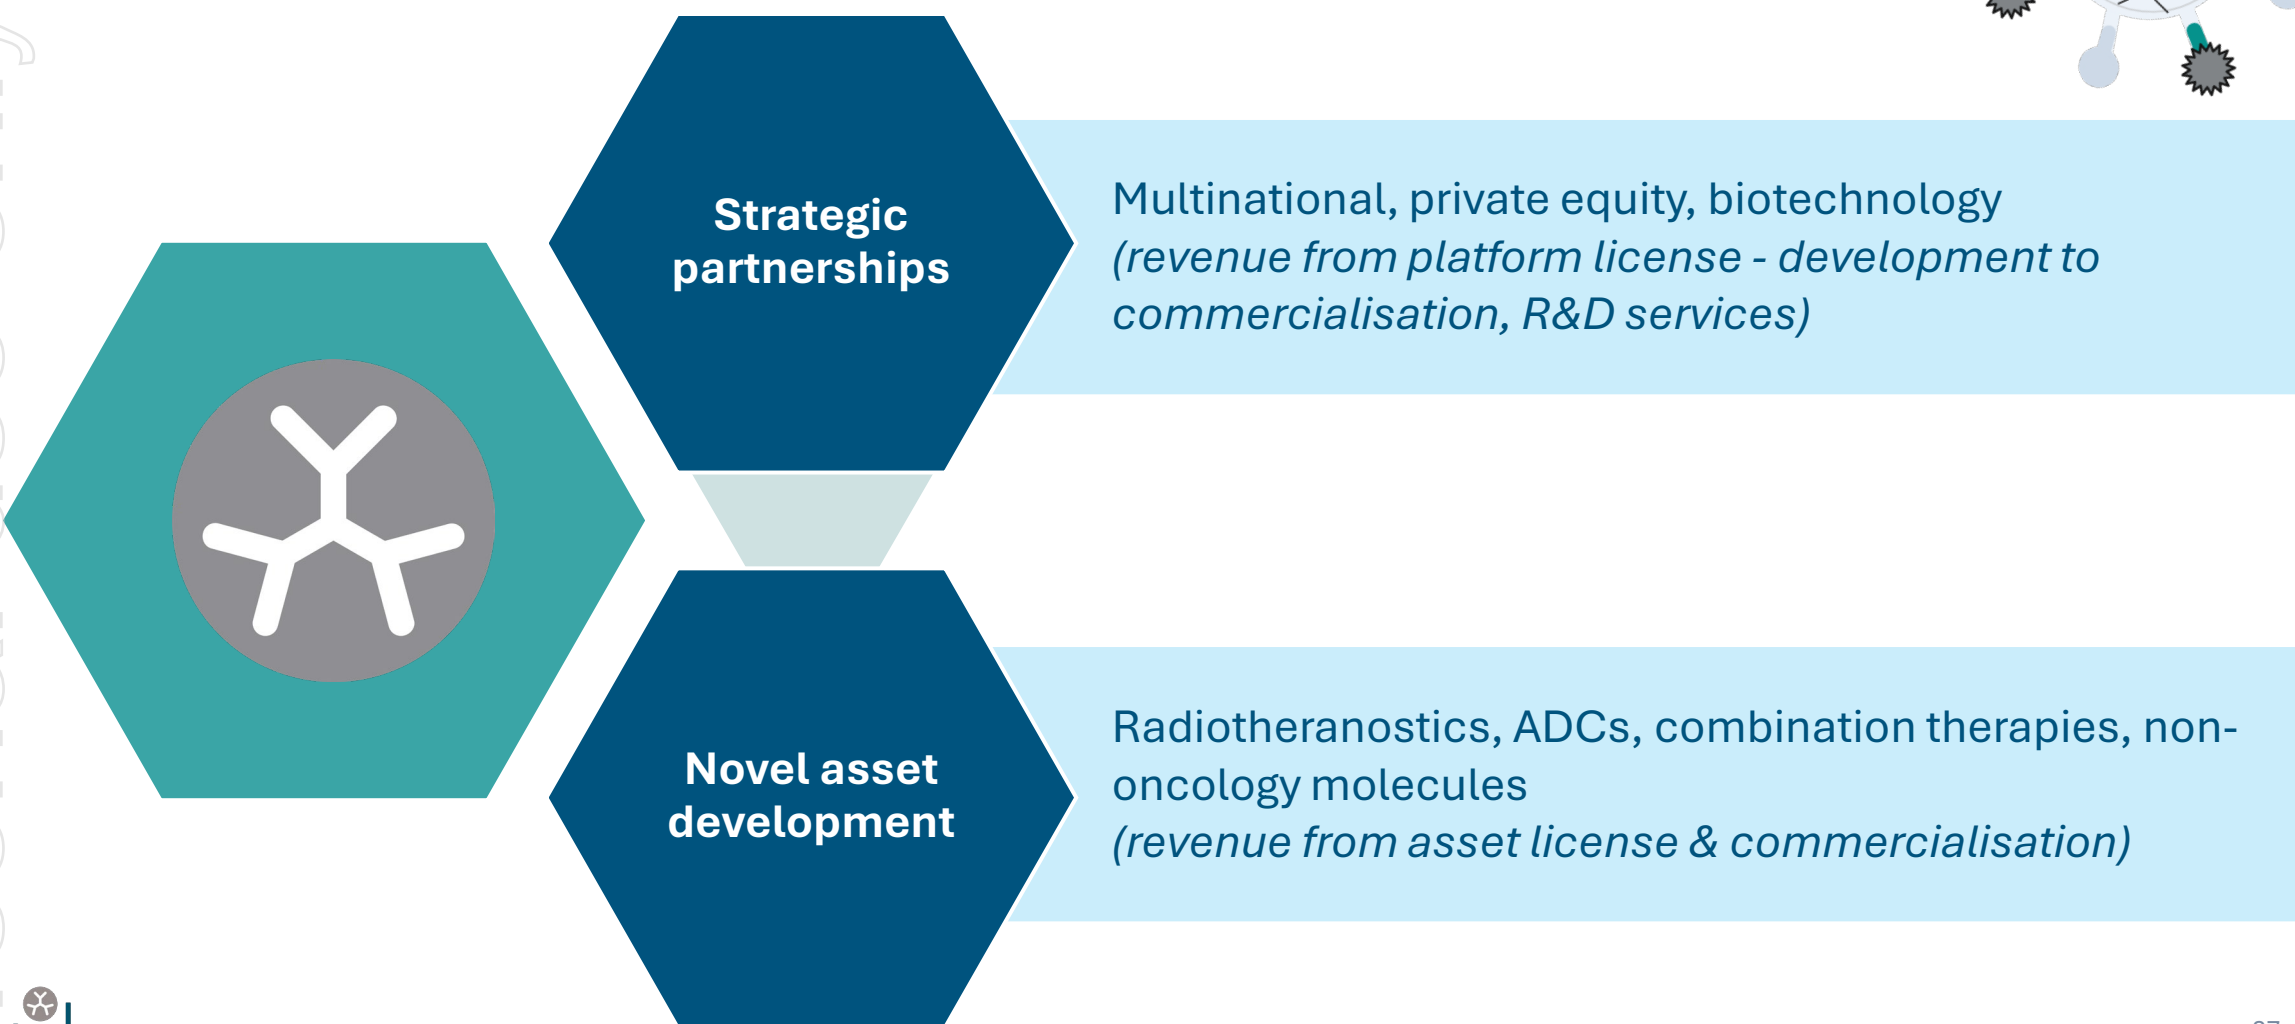 Strategic
partnerships
Multinational, private equity, biotechnology
(revenue from platform license - development to
commercialisation, R&D services)
Novel asset
development
Radiotheranostics, ADCs, combination therapies, non-
oncology molecules
(revenue from asset license & commercialisation)